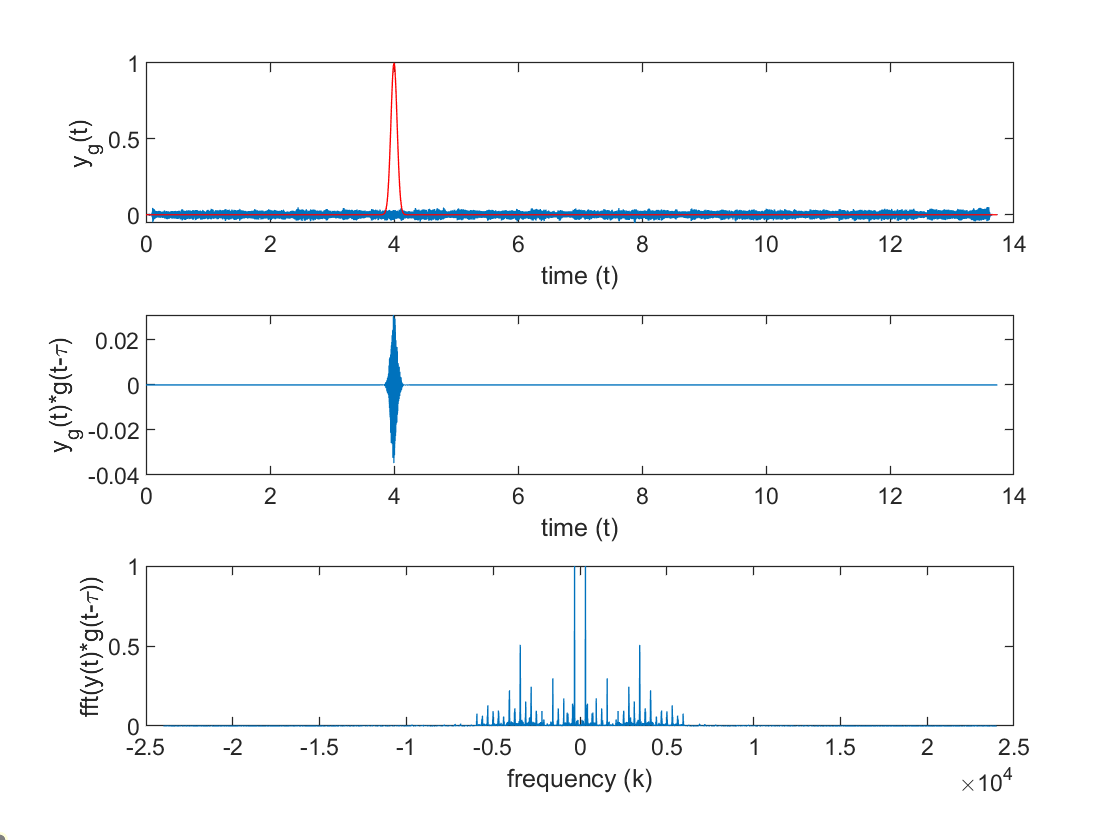 1
0.5
0
y_g(t)
0 2 4 6 8 10 12 14
time (t)
0.02
0
-0.02
-0.04
y_g(t)*g(t-τ)
0 2 4 6 8 10 12 14
time (t)
1
0.5
0
fft(y(t)*g(t-τ))
-2.5 -2 -1.5 -1 -0.5 0 0.5 1 1.5 2 2.5
frequency (k)
×10^4